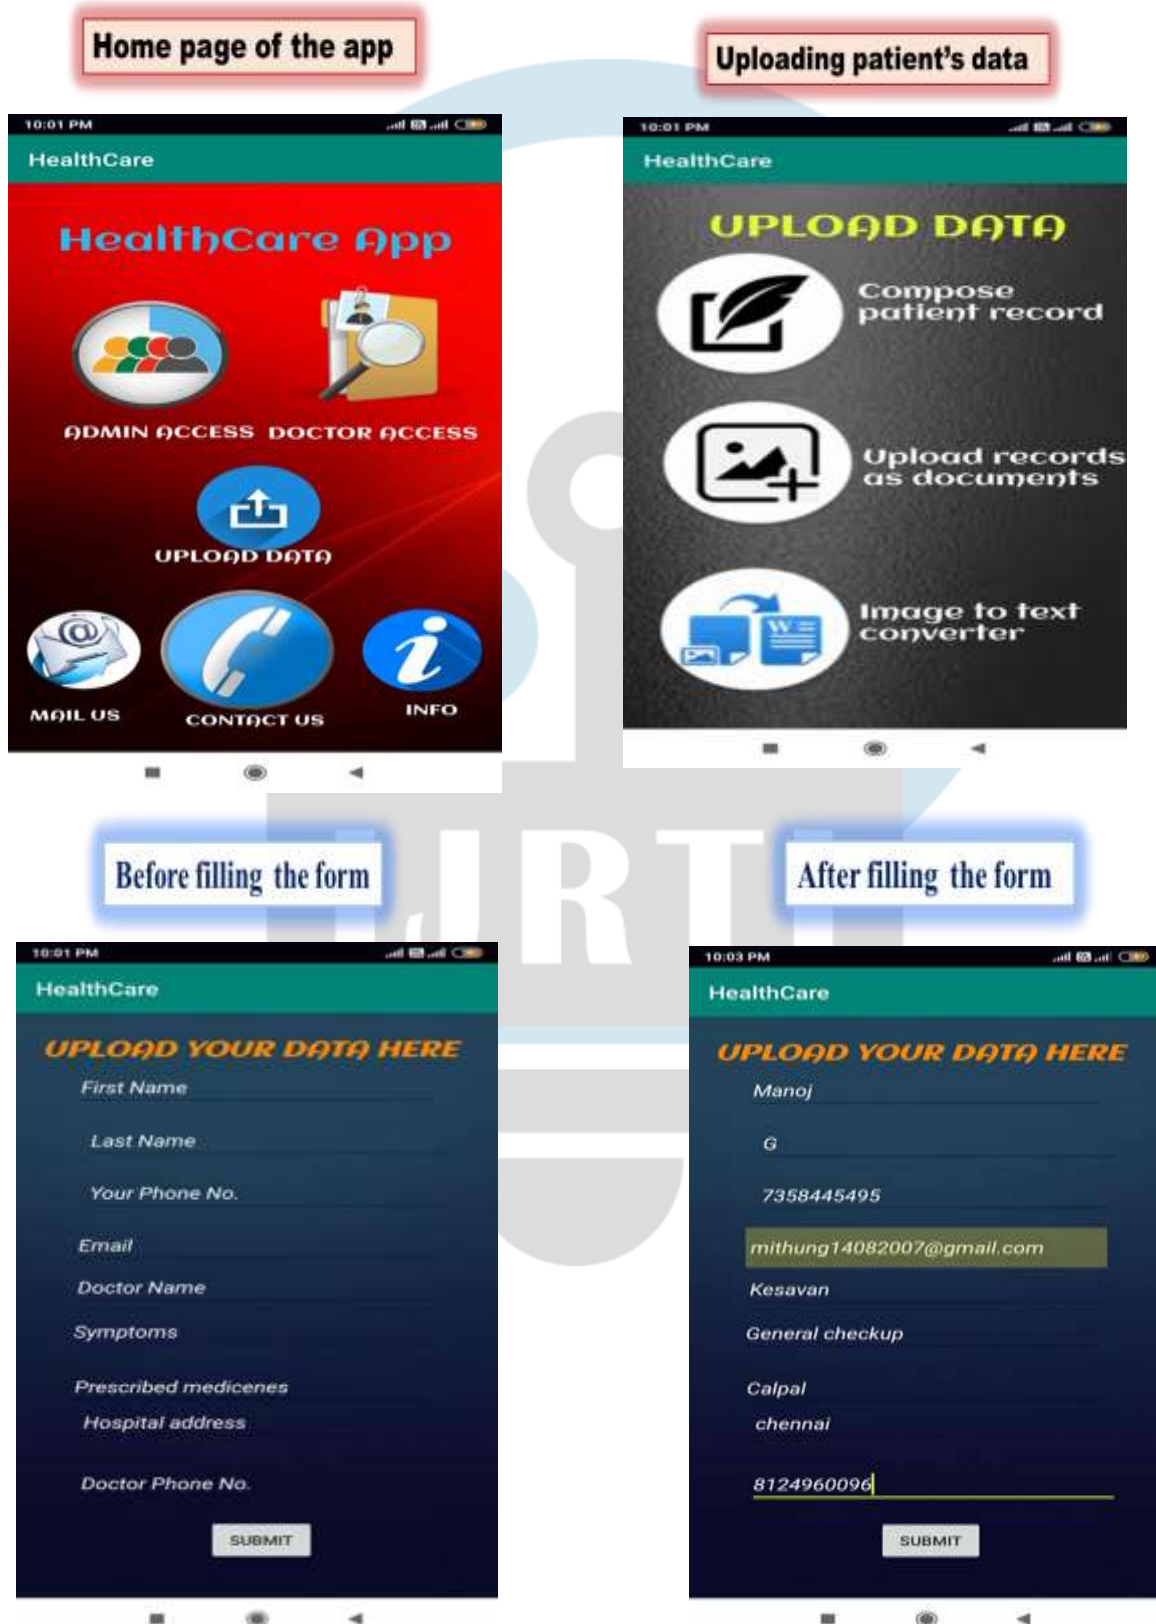 Home page of the app
Uploading patient's data
10:01 PM
HealthCare
HealthCare App
ADMIN ACCESS
DOCTOR ACCESS
UPLOAD DATA
MAIL US
CONTACT US
INFO
10:01 PM
HealthCare
UPLOAD DATA
Compose
patient record
Upload records
as documents
W
Image to text
converter
IJRTI
Before filling the form
After filling the form
10:01 PM
HealthCare
UPLOAD YOUR DATA HERE
First Name
Last Name
Your Phone No.
Email
Doctor Name
Symptoms
Prescribed medicenes
Hospital address
Doctor Phone No.
SUBMIT
10:03 PM
HealthCare
UPLOAD YOUR DATA HERE
Manoj
G
7358445495
mithung14082007@gmail.com
Kesavan
General checkup
Calpal
chennai
8124960096
SUBMIT